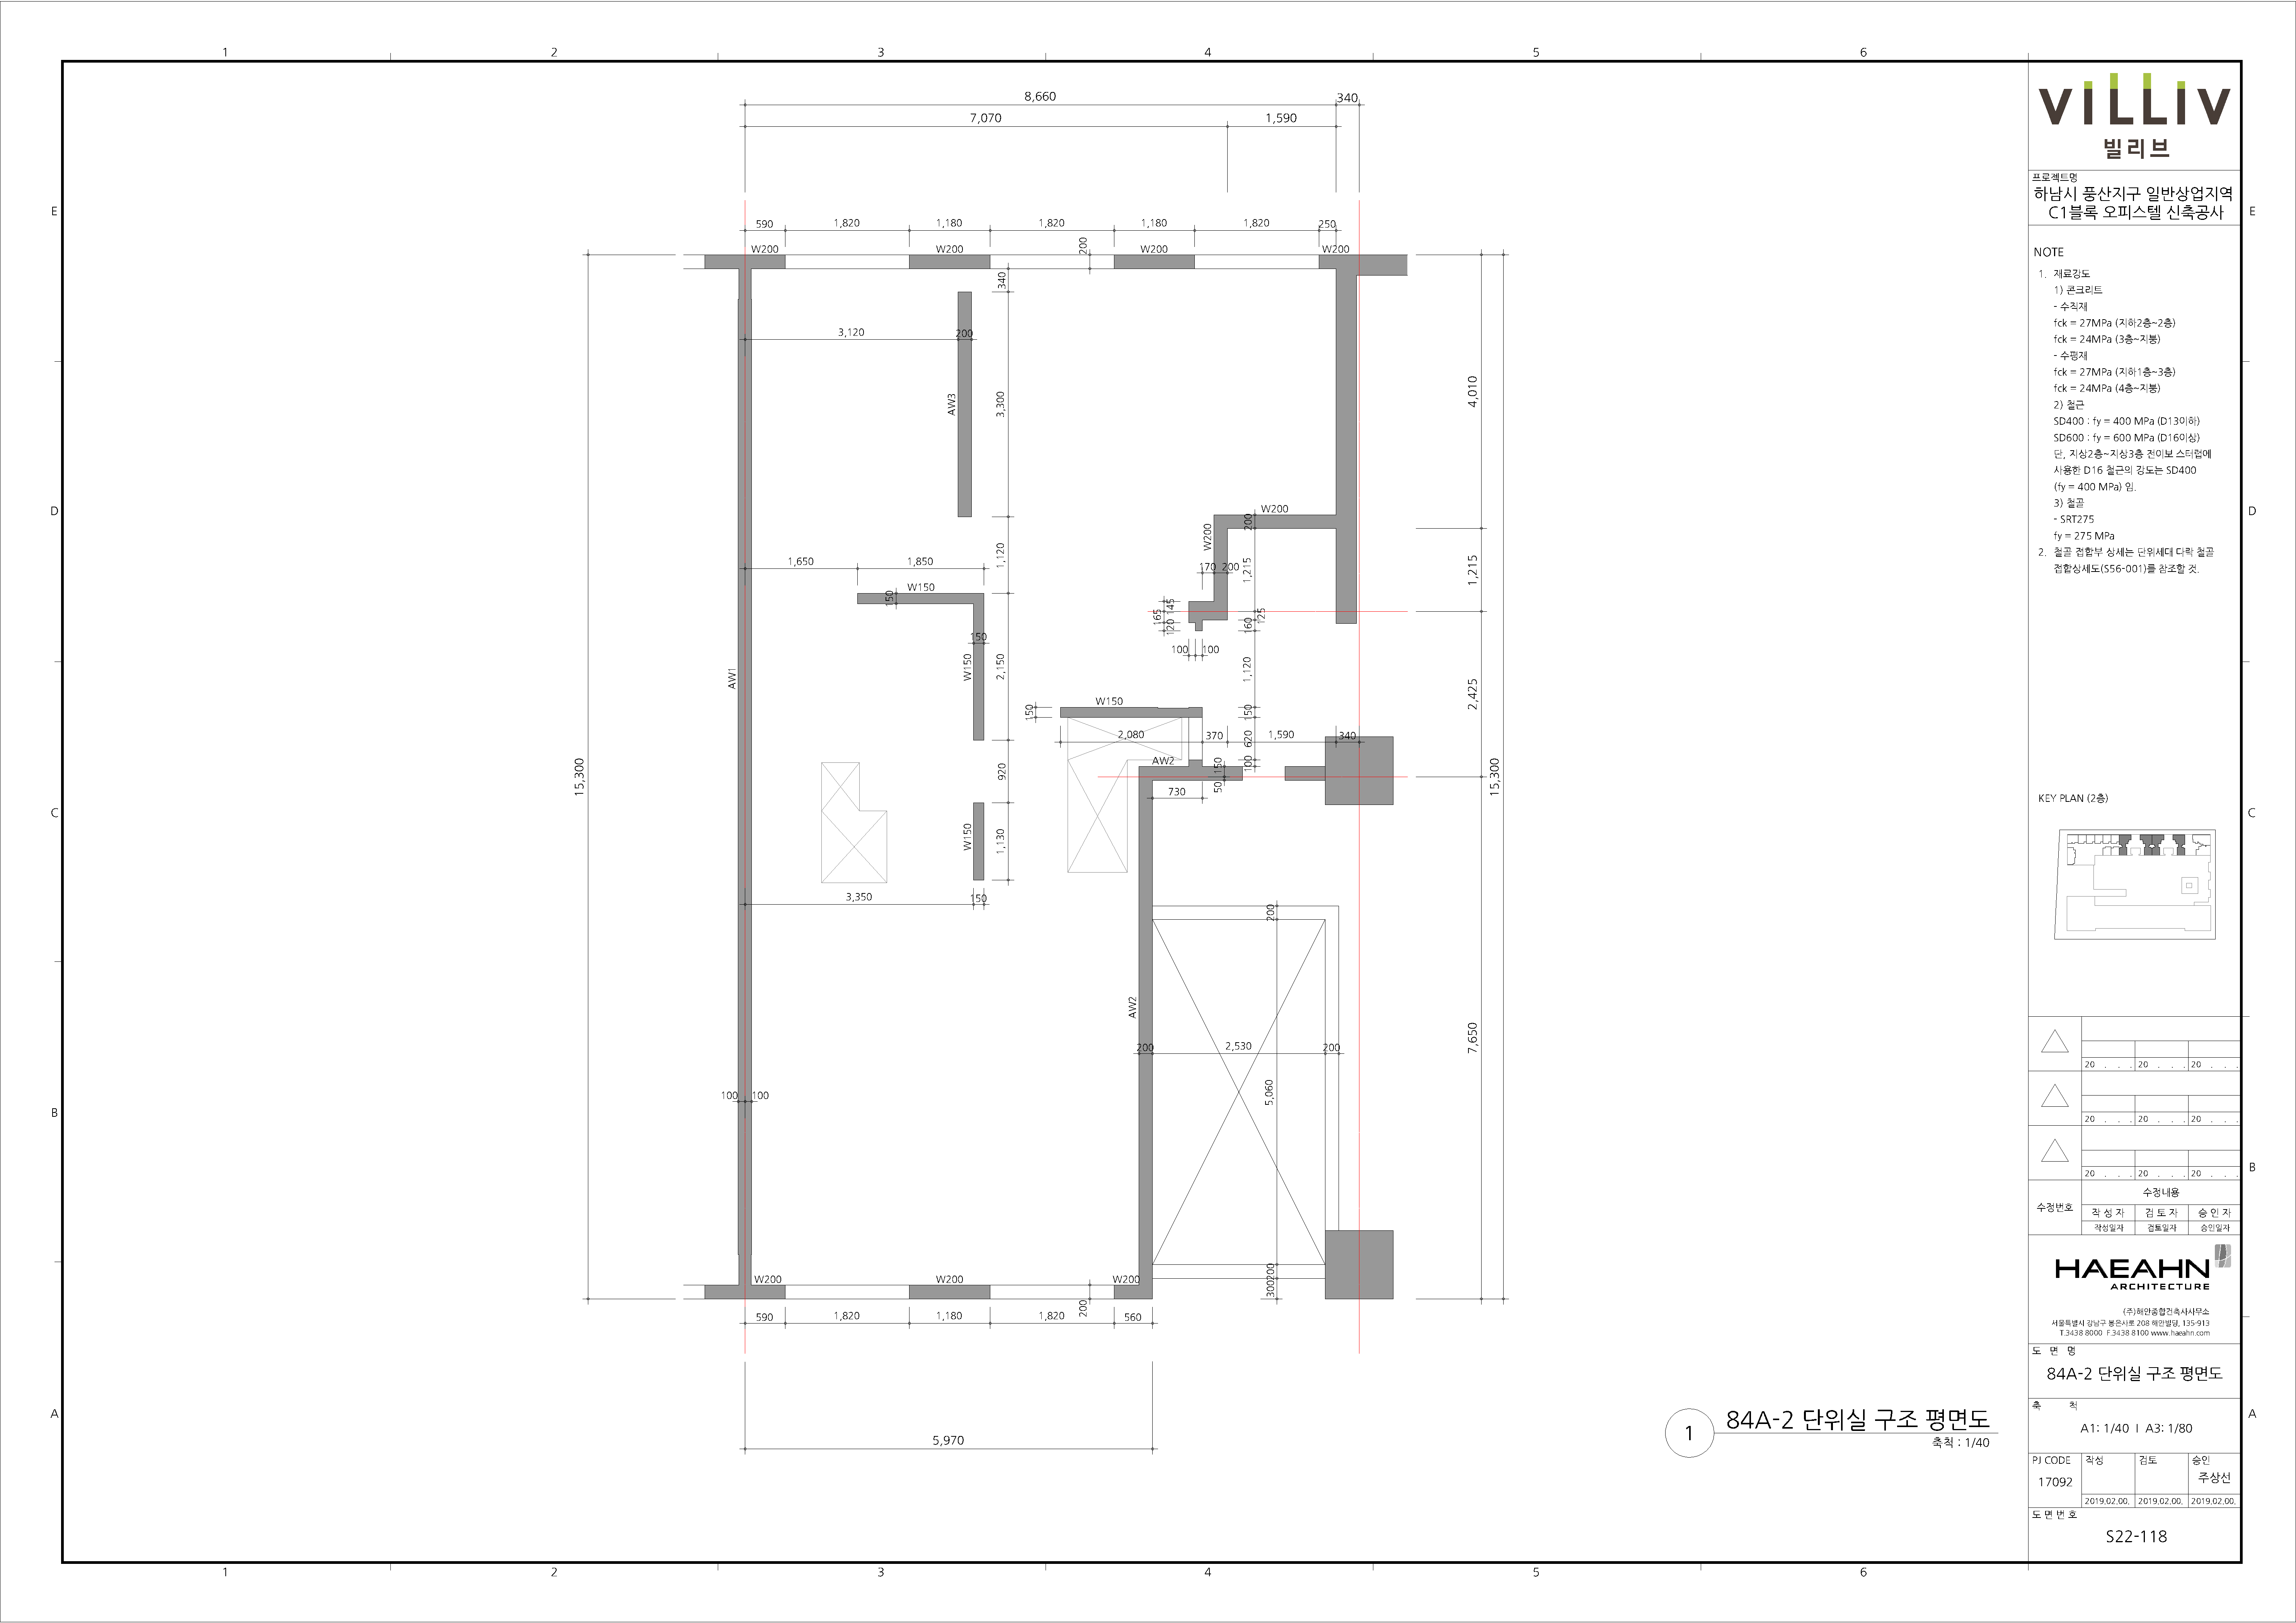 1 2 3 4 5 6
E
D
C
B
A
8,660 340
7,070 1,590
590 1,820 1,180 1,820 1,180 1,820 250
W200 W200 200 W200 W200
340
3,120 200
AW3 3,300 4,010
W200
W200 200
1,650 1,850 1,120
170 200 1,215 1,215
W150
150
165 145 120 160 125
150
100 100
AW1
W150 2,150 1,120 2,425
W150
150 150
2,080 370 620 1,590 340
15,300 AW2 150 100 15,300
920 50
730
W150 1,130
3,350 150
200
AW2
200 2,530 200 7,650
100 100 5,060
W200 W200 W200 200
300
200
590 1,820 1,180 1,820 560
5,970
1 84A-2 단위실 구조 평면도
축척 : 1/40
E
D
C
B
A
1 2 3 4 5 6
VILLIV
빌리브
프로젝트명
하남시 풍산지구 일반상업지역
C1블록 오피스텔 신축공사
NOTE
1. 재료강도
1) 콘크리트
- 수직재
fck = 27MPa (지하2층~2층)
fck = 24MPa (3층~지붕)
- 수평재
fck = 27MPa (지하1층~3층)
fck = 24MPa (4층~지붕)
2) 철근
SD400 : fy = 400 MPa (D13이하)
SD600 : fy = 600 MPa (D16이상)
단, 지상2층~지상3층 전이보 스터럽에
사용한 D16 철근의 강도는 SD400
(fy = 400 MPa) 임.
3) 철골
- SRT275
fy = 275 MPa
2. 철골 접합부 상세는 단위세대 다락 철골
접합상세도(S56-001)를 참조할 것.
KEY PLAN (2층)
20 . . . 20 . . . 20 . . .
20 . . . 20 . . . 20 . . .
20 . . . 20 . . . 20 . . .
수정번호 수정내용
작 성 자 검 토 자 승 인 자
작성일자 검토일자 승인일자
HAEAHN
ARCHITECTURE
(주)해안종합건축사사무소
서울특별시 강남구 봉은사로 208 해안빌딩, 135-913
T.3438 8000 F.3438 8100 www.haeahn.com
도 면 명
84A-2 단위실 구조 평면도
축 척
A1: 1/40 I A3: 1/80
PJ CODE 작성 검토 승인
17092 주상선
2019.02.00. 2019.02.00. 2019.02.00.
도 면 번 호
S22-118